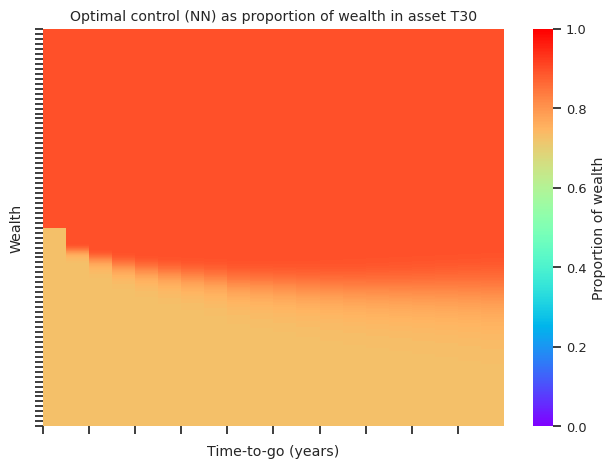 Optimal control (NN) as proportion of wealth in asset T30
1.0
0.8
0.6
0.4
0.2
0.0
Proportion of wealth
Wealth
Time-to-go (years)